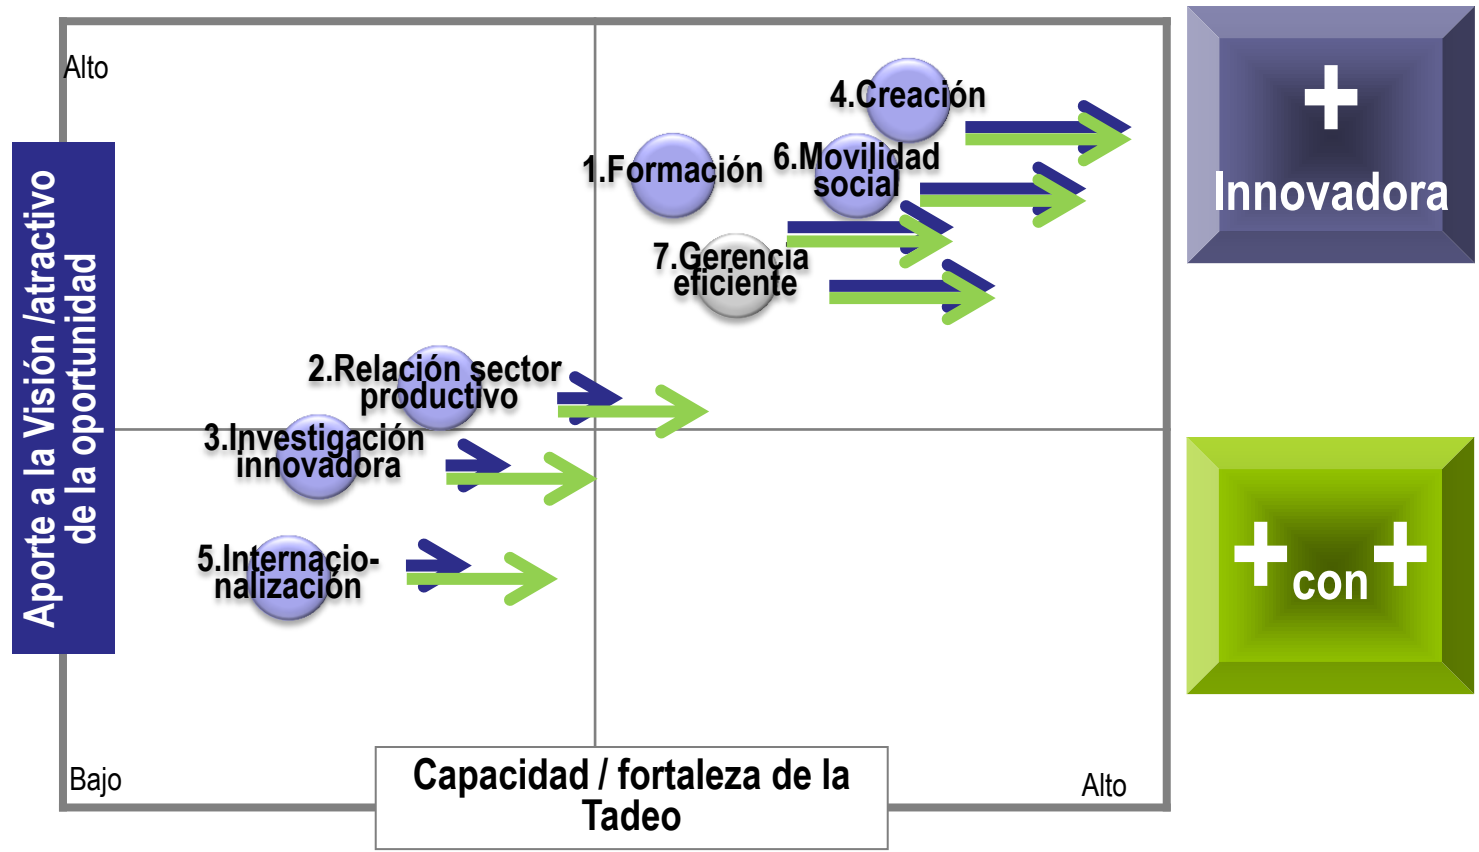 Alto
4.Creación
1.Formación
6.Movilidad
social
7.Gerencia
eficiente
2.Relación sector
productivo
3.Investigación
innovadora
5.Internacio-
nalización
Aporte a la Visión /atractivo
de la oportunidad
Bajo
Capacidad / fortaleza de la
Tadeo
Alto
+
Innovadora
+ con +